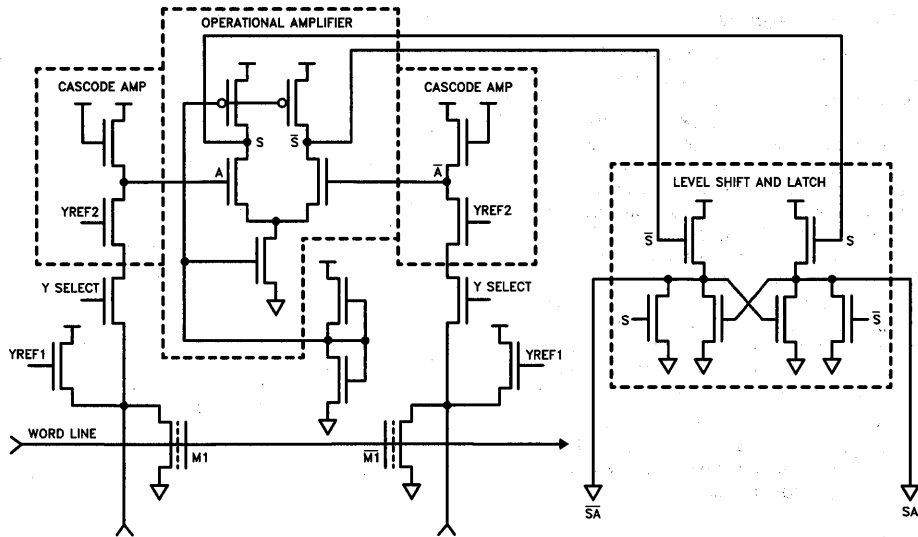 OPERATIONAL AMPLIFIER
CASCODE AMP
CASCODE AMP
S
S̅
A
A̅
YREF2
YREF2
LEVEL SHIFT AND LATCH
S̅
S
Y SELECT
Y SELECT
S
S̅
YREF1
YREF1
WORD LINE
M1
M̅1̅
S̅A̅
SA